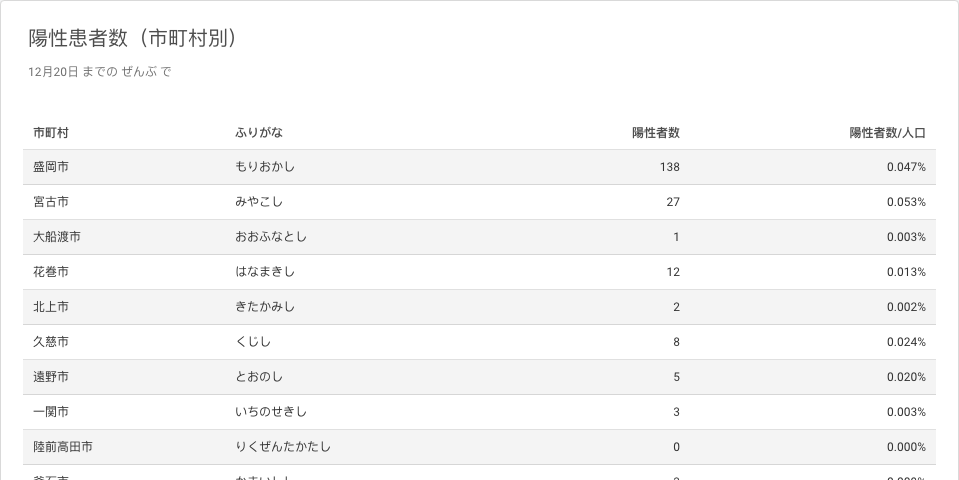 陽性患者数（市町村別）
12月20日 までの ぜんぶ で
市町村 ふりがな 陽性者数 陽性者数/人口
盛岡市 もりおかし 138 0.047%
宮古市 みやこし 27 0.053%
大船渡市 おおふなとし 1 0.003%
花巻市 はなまきし 12 0.013%
北上市 きたかみし 2 0.002%
久慈市 くじし 8 0.024%
遠野市 とおのし 5 0.020%
一関市 いちのせきし 3 0.003%
陸前高田市 りくぜんたかたし 0 0.000%